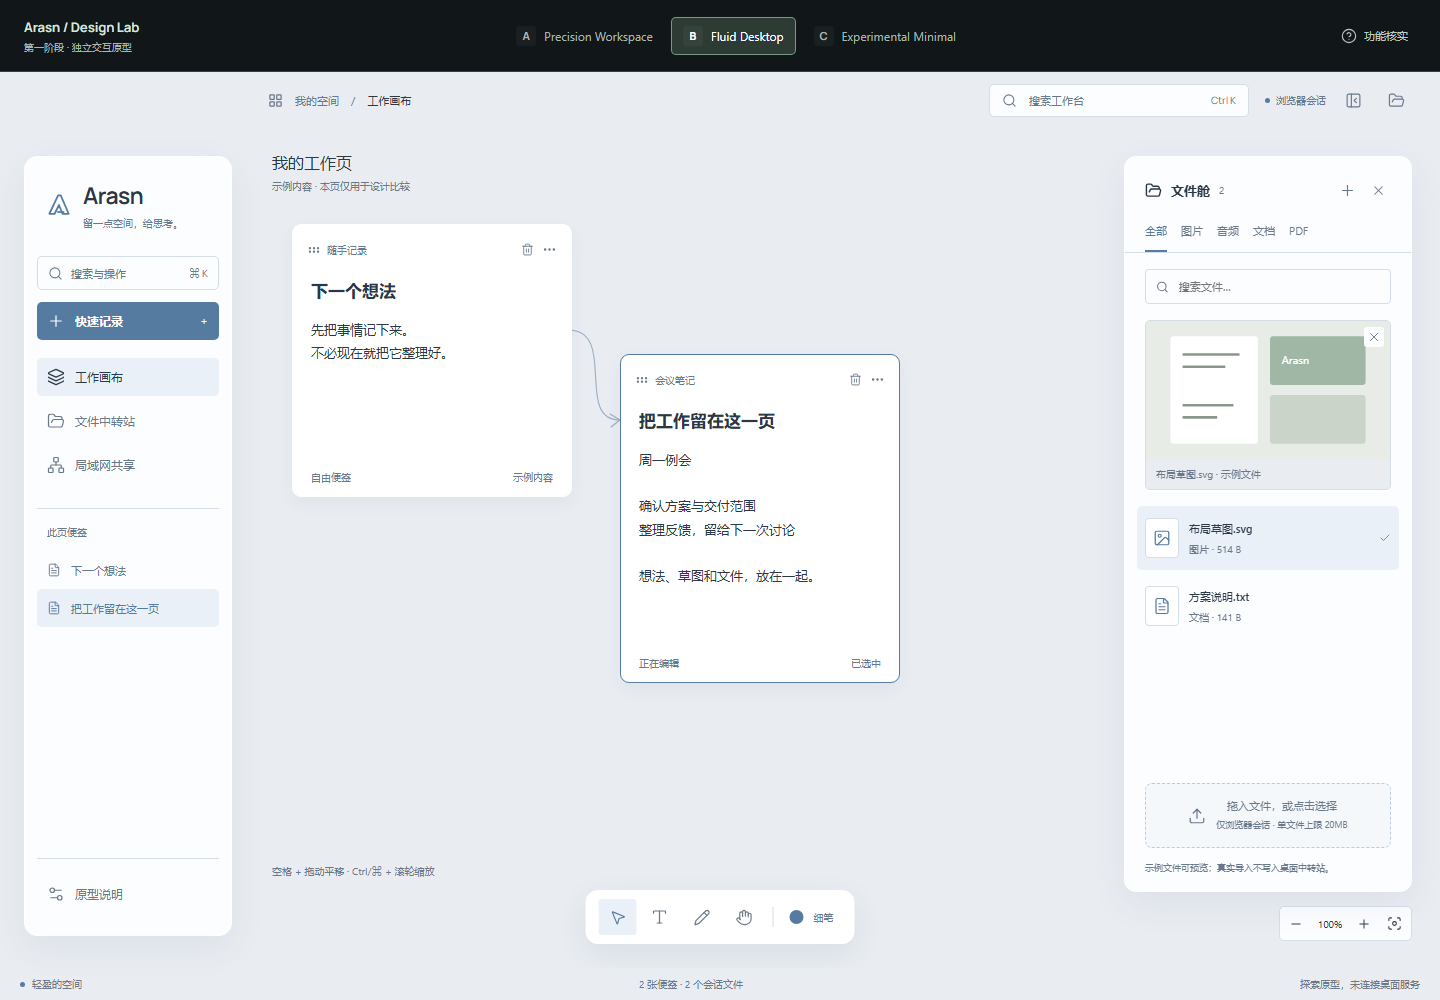 Arasn / Design Lab
第一阶段 · 独立交互原型
A Precision Workspace
B Fluid Desktop
C Experimental Minimal
功能核实
我的空间 / 工作画布
搜索工作台 Ctrl K
浏览器会话
Arasn
留一点空间，给思考。
搜索与操作 ⌘ K
快速记录 +
工作画布
文件中转站
局域网共享
此页便签
下一个想法
把工作留在这一页
原型说明
我的工作页
示例内容 · 本页仅用于设计比较
随手记录
下一个想法
先把事情记下来。
不必现在就把它整理好。
自由便签 示例内容
会议笔记
把工作留在这一页
周一例会
确认方案与交付范围
整理反馈，留给下一次讨论
想法、草图和文件，放在一起。
正在编辑 已选中
空格 + 拖动平移 · Ctrl/⌘ + 滚轮缩放
细笔
文件舱 2
全部 图片 音频 文档 PDF
搜索文件...
Arasn
布局草图.svg · 示例文件
布局草图.svg
图片 · 514 B
方案说明.txt
文档 · 141 B
拖入文件，或点击选择
仅浏览器会话 · 单文件上限 20MB
示例文件可预览；真实导入不写入桌面中转站。
100%
轻盈的空间
2 张便签 · 2 个会话文件
探索原型，未连接桌面服务